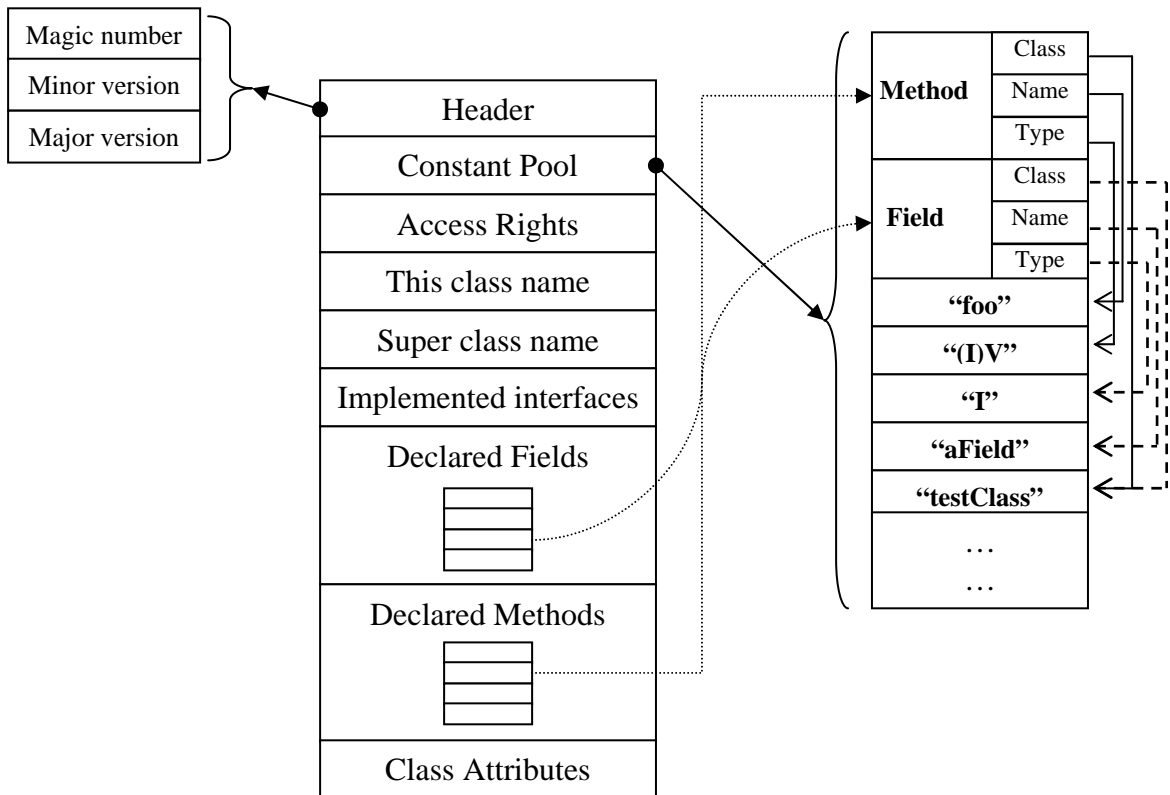 Magic number
Minor version
Major version
Header
Constant Pool
Access Rights
This class name
Super class name
Implemented interfaces
Declared Fields
Declared Methods
Class Attributes
Method
Class
Name
Type
Field
Class
Name
Type
“foo”
“(I)V”
“I”
“aField”
“testClass”
…
…